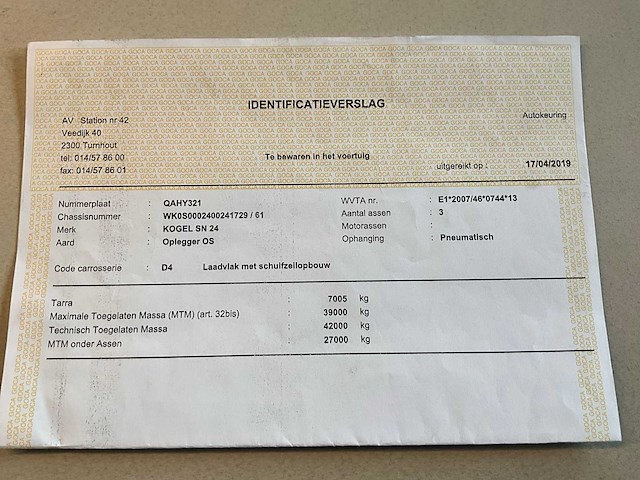 IDENTIFICATIEVERSLAG
AV Station nr 42
Veedijk 40
2300 Turnhout
tel: 014/57 86 00
fax: 014/57 86 01
Autokeuring
Te bewaren in het voertuig
uitgereikt op : 17/04/2019
Nummerplaat : QAHY321
Chassisnummer : WK0S0002400241729 / 61
Merk : KOGEL SN 24
Aard : Oplegger OS
WVTA nr. : E1*2007/46*0744*13
Aantal assen : 3
Motorassen :
Ophanging : Pneumatisch
Code carrosserie : D4 Laadvlak met schuifzeilopbouw
Tarra : 7005 kg
Maximale Toegelaten Massa (MTM) (art. 32bis) : 39000 kg
Technisch Toegelaten Massa : 42000 kg
MTM onder Assen : 27000 kg